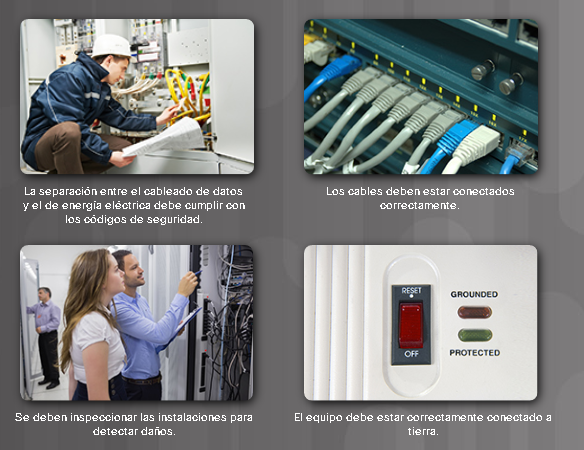 La separación entre el cableado de datos
y el de energía eléctrica debe cumplir con
los códigos de seguridad.
Los cables deben estar conectados
correctamente.
Se deben inspeccionar las instalaciones para
detectar daños.
RESET
OFF
GROUNDED
PROTECTED
El equipo debe estar correctamente conectado a
tierra.